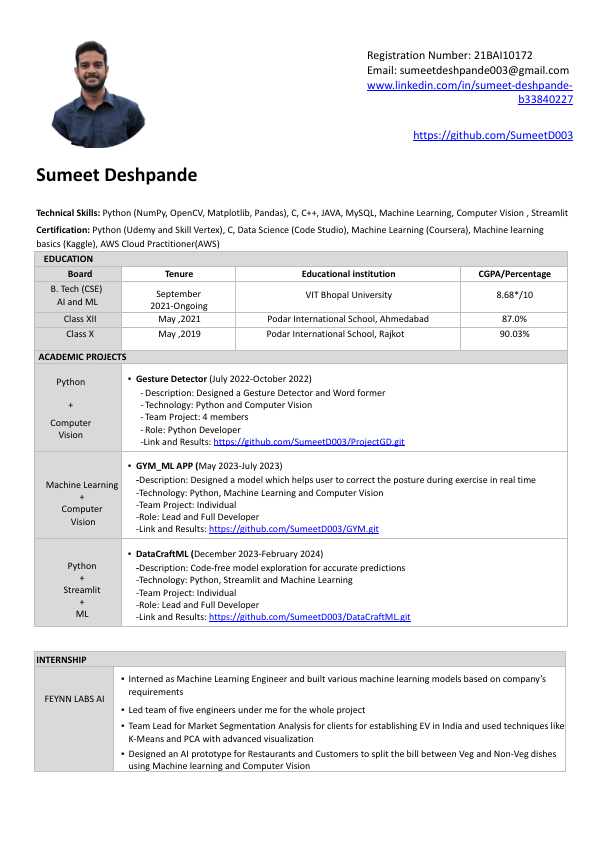 Registration Number: 21BAI10172
Email: sumeetdeshpande003@gmail.com
www.linkedin.com/in/sumeet-deshpande-
b33840227
https://github.com/SumeetD003
Sumeet Deshpande
Technical Skills: Python (NumPy, OpenCV, Matplotlib, Pandas), C, C++, JAVA, MySQL, Machine Learning, Computer Vision , Streamlit
Certification: Python (Udemy and Skill Vertex), C, Data Science (Code Studio), Machine Learning (Coursera), Machine learning
basics (Kaggle), AWS Cloud Practitioner(AWS)
EDUCATION
Board Tenure Educational institution CGPA/Percentage
B. Tech (CSE)
AI and ML
September
2021-Ongoing
VIT Bhopal University
8.68*/10
Class XII May ,2021 Podar International School, Ahmedabad 87.0%
Class X May ,2019 Podar International School, Rajkot 90.03%
ACADEMIC PROJECTS
Python
+
Computer
Vision
▪ Gesture Detector (July 2022-October 2022)
- Description: Designed a Gesture Detector and Word former
- Technology: Python and Computer Vision
- Team Project: 4 members
- Role: Python Developer
-Link and Results: https://github.com/SumeetD003/ProjectGD.git
Machine Learning
+
Computer
Vision
▪ GYM_ML APP (May 2023-July 2023)
-Description: Designed a model which helps user to correct the posture during exercise in real time
-Technology: Python, Machine Learning and Computer Vision
-Team Project: Individual
-Role: Lead and Full Developer
-Link and Results: https://github.com/SumeetD003/GYM.git
Python
+
Streamlit
+
ML
▪ DataCraftML (December 2023-February 2024)
-Description: Code-free model exploration for accurate predictions
-Technology: Python, Streamlit and Machine Learning
-Team Project: Individual
-Role: Lead and Full Developer
-Link and Results: https://github.com/SumeetD003/DataCraftML.git
INTERNSHIP
FEYNN LABS AI
▪ Interned as Machine Learning Engineer and built various machine learning models based on company’s
requirements
▪ Led team of five engineers under me for the whole project
▪ Team Lead for Market Segmentation Analysis for clients for establishing EV in India and used techniques like
K-Means and PCA with advanced visualization
▪ Designed an AI prototype for Restaurants and Customers to split the bill between Veg and Non-Veg dishes
using Machine learning and Computer Vision